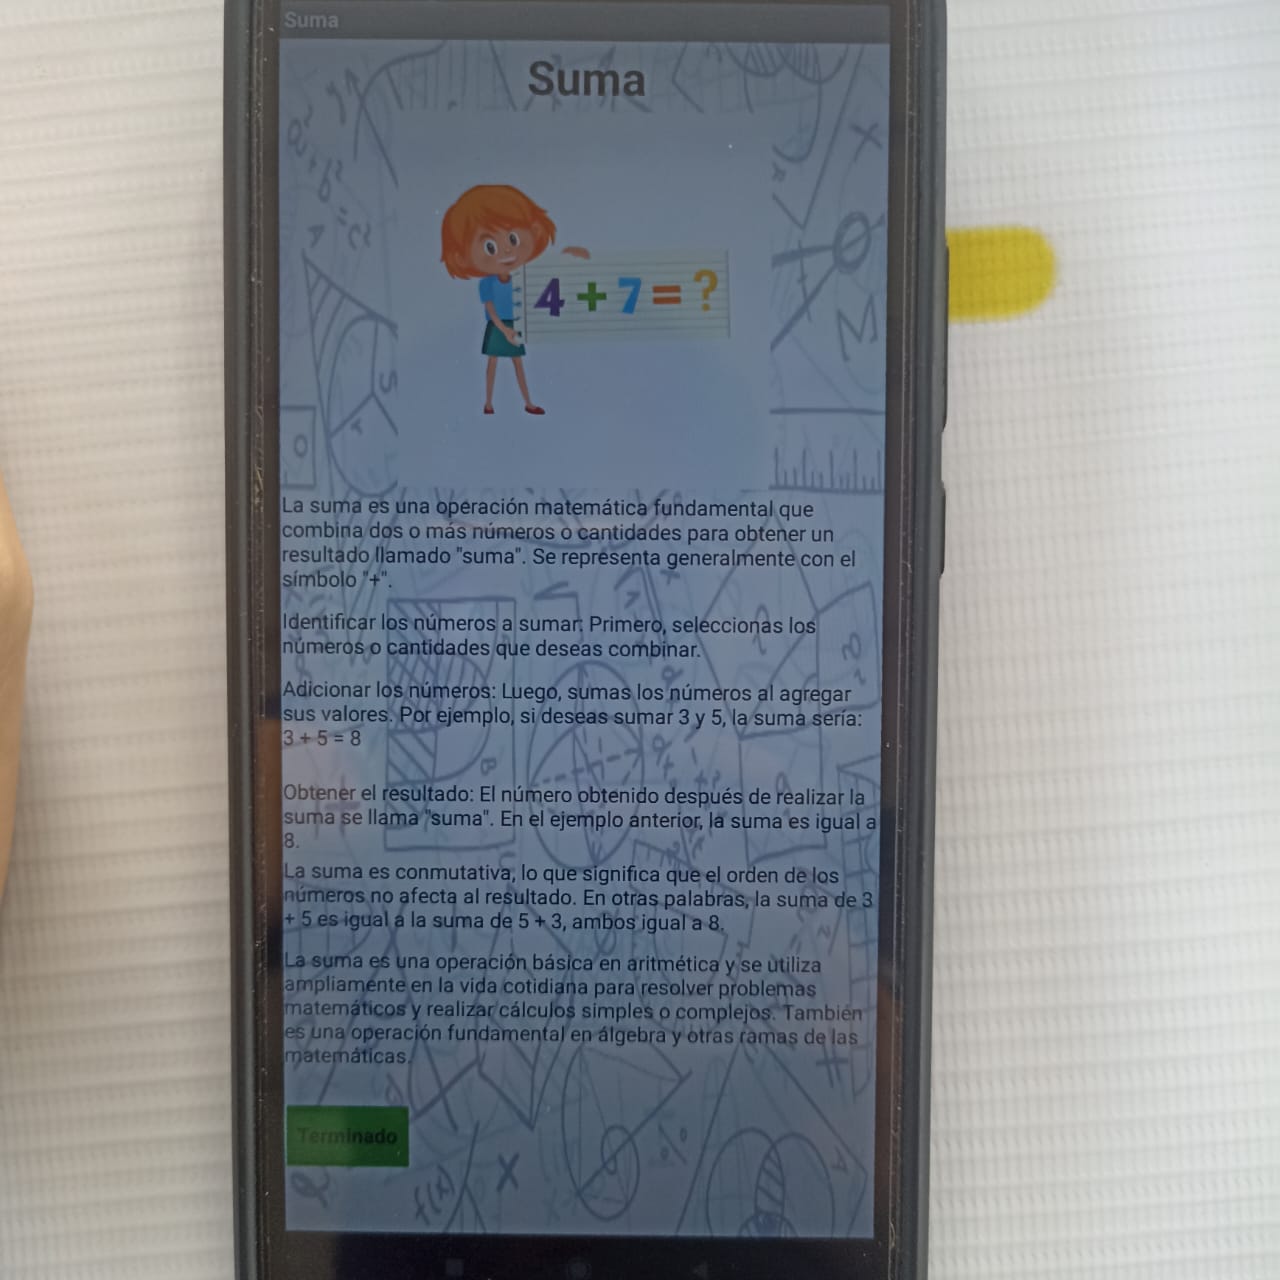 Suma
Suma
4 + 7 = ?
La suma es una operación matemática fundamental que
combina dos o más números o cantidades para obtener un
resultado llamado "suma". Se representa generalmente con el
símbolo "+".
Identificar los números a sumar: Primero, seleccionas los
números o cantidades que deseas combinar.
Adicionar los números: Luego, sumas los números al agregar
sus valores. Por ejemplo, si deseas sumar 3 y 5, la suma sería:
3 + 5 = 8
Obtener el resultado: El número obtenido después de realizar la
suma se llama "suma". En el ejemplo anterior, la suma es igual a
8.
La suma es conmutativa, lo que significa que el orden de los
números no afecta al resultado. En otras palabras, la suma de 3
+ 5 es igual a la suma de 5 + 3, ambos igual a 8.
La suma es una operación básica en aritmética y se utiliza
ampliamente en la vida cotidiana para resolver problemas
matemáticos y realizar cálculos simples o complejos. También
es una operación fundamental en álgebra y otras ramas de las
matemáticas.
Terminado
f(x)